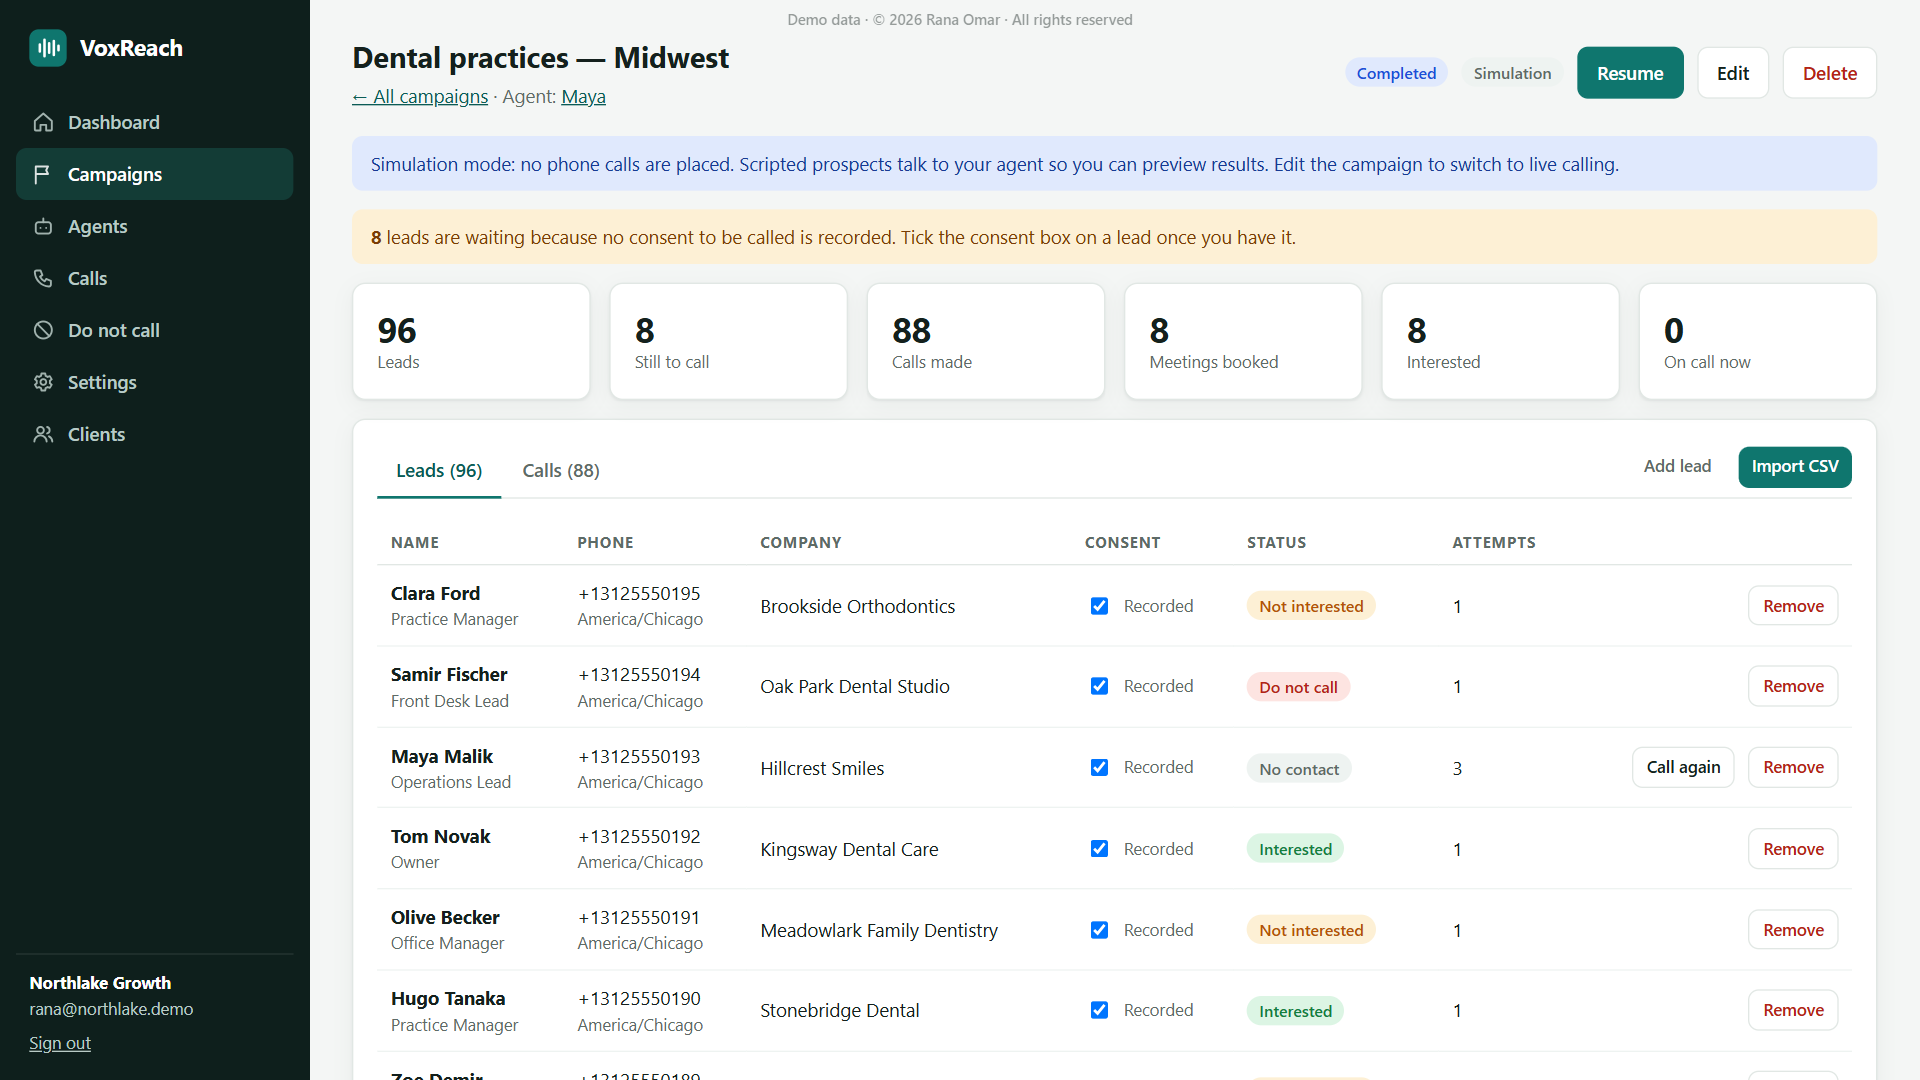 Demo data · © 2026 Rana Omar · All rights reserved
VoxReach
Dashboard
Campaigns
Agents
Calls
Do not call
Settings
Clients
Northlake Growth
rana@northlake.demo
Sign out
Dental practices — Midwest
← All campaigns · Agent: Maya
Completed Simulation Resume Edit Delete
Simulation mode: no phone calls are placed. Scripted prospects talk to your agent so you can preview results. Edit the campaign to switch to live calling.
8 leads are waiting because no consent to be called is recorded. Tick the consent box on a lead once you have it.
96 8 88 8 8 0
Leads Still to call Calls made Meetings booked Interested On call now
Leads (96) Calls (88) Add lead Import CSV
NAME PHONE COMPANY CONSENT STATUS ATTEMPTS
Clara Ford +13125550195 Brookside Orthodontics Recorded Not interested 1 Remove
Practice Manager America/Chicago
Samir Fischer +13125550194 Oak Park Dental Studio Recorded Do not call 1 Remove
Front Desk Lead America/Chicago
Maya Malik +13125550193 Hillcrest Smiles Recorded No contact 3 Call again Remove
Operations Lead America/Chicago
Tom Novak +13125550192 Kingsway Dental Care Recorded Interested 1 Remove
Owner America/Chicago
Olive Becker +13125550191 Meadowlark Family Dentistry Recorded Not interested 1 Remove
Office Manager America/Chicago
Hugo Tanaka +13125550190 Stonebridge Dental Recorded Interested 1 Remove
Practice Manager America/Chicago
Zoe Demir +13125550189